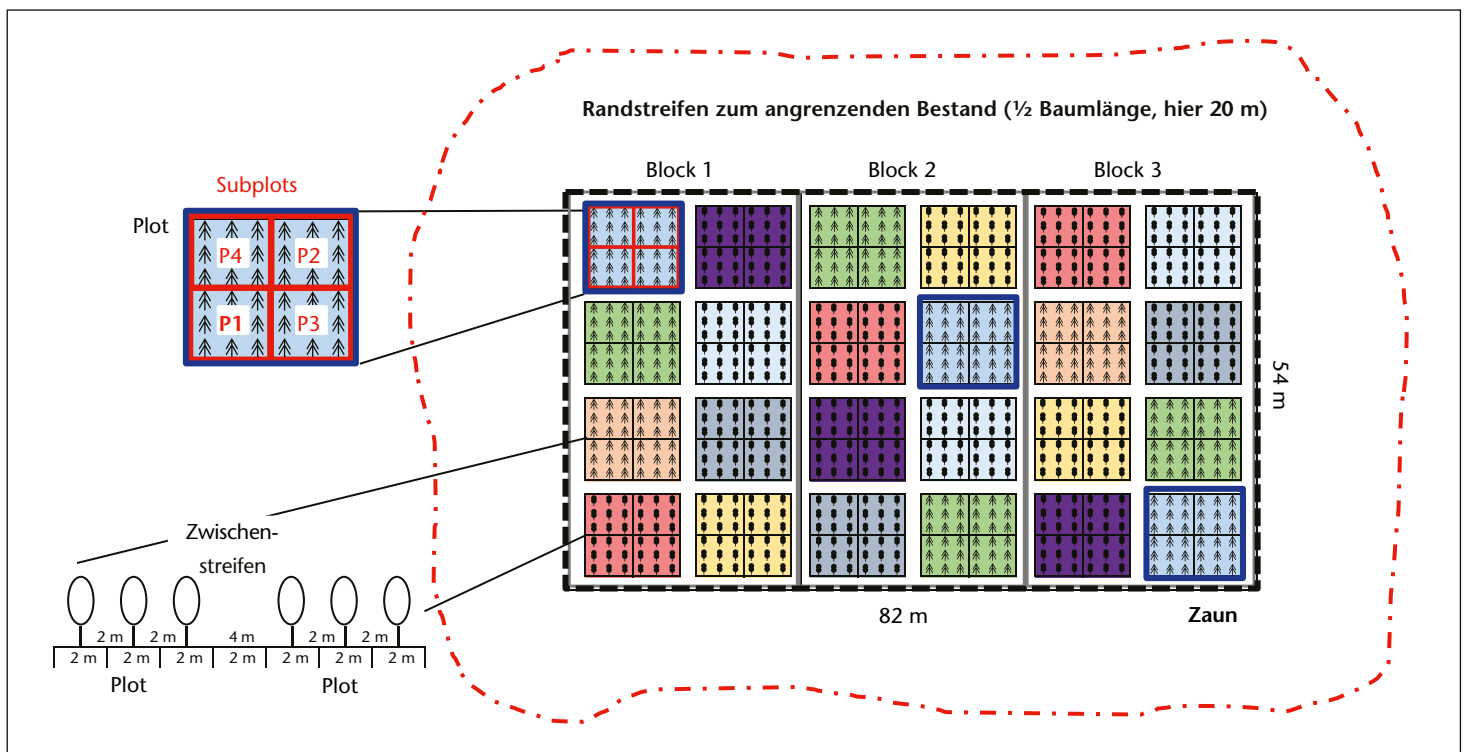 Randstreifen zum angrenzenden Bestand (½ Baumlänge, hier 20 m)
Block 1
Block 2
Block 3
Subplots
Plot
P4
P2
P1
P3
54 m
Zwischen-
streifen
82 m
Zaun
2 m
2 m
4 m
2 m
2 m
2 m
2 m
2 m
2 m
2 m
2 m
2 m
Plot
Plot